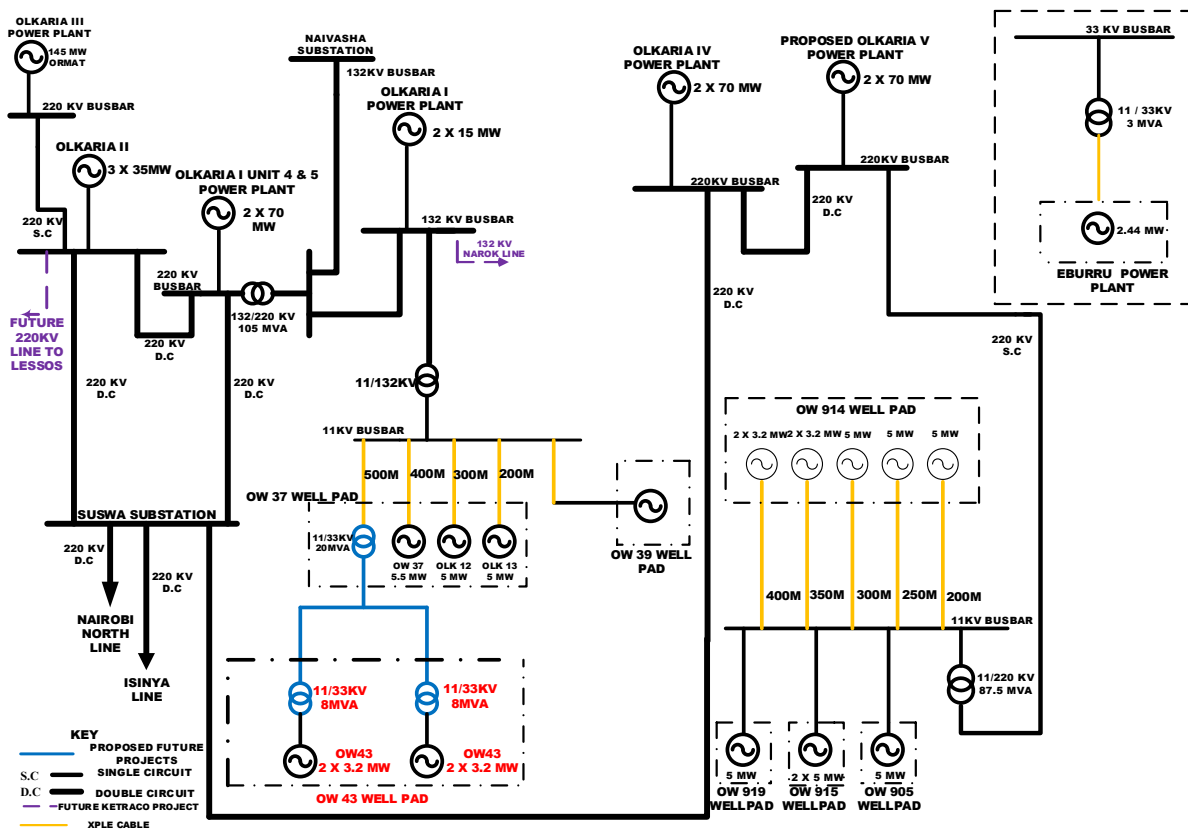 OLKARIA III
POWER PLANT
145 MW
ORMAT
220 KV BUSBAR
OLKARIA II
3 X 35MW
220 KV
S.C
OLKARIA I UNIT 4 & 5
POWER PLANT
2 X 70
MW
220 KV
BUSBAR
132/220 KV
105 MVA
220 KV
D.C
FUTURE
220KV
LINE TO
LESSOS
220 KV
D.C
220 KV
D.C
NAIVASHA
SUBSTATION
132KV BUSBAR
OLKARIA I
POWER PLANT
2 X 15 MW
132 KV BUSBAR
132 KV
NAROK LINE
11/132KV
11KV BUSBAR
500M
400M
300M
200M
OW 37 WELL PAD
11/33KV
20MVA
OW 37
5.5 MW
OLK 12
5 MW
OLK 13
5 MW
OW 39 WELL
PAD
SUSWA SUBSTATION
220 KV
D.C
220 KV
D.C
NAIROBI
NORTH
LINE
ISINYA
LINE
11/33KV
8MVA
11/33KV
8MVA
OW43
2 X 3.2 MW
OW43
2 X 3.2 MW
OW 43 WELL PAD
OLKARIA IV
POWER PLANT
2 X 70 MW
220KV BUSBAR
PROPOSED OLKARIA V
POWER PLANT
2 X 70 MW
220KV BUSBAR
220 KV
D.C
220 KV
D.C
220 KV
S.C
33 KV BUSBAR
11 / 33KV
3 MVA
2.44 MW
EBURRU POWER
PLANT
OW 914 WELL PAD
2 X 3.2 MW
2 X 3.2 MW
5 MW
5 MW
5 MW
400M
350M
300M
250M
200M
11KV BUSBAR
11/220 KV
87.5 MVA
5 MW
OW 919
WELLPAD
2 X 5 MW
OW 915
WELLPAD
5 MW
OW 905
WELLPAD
KEY
PROPOSED FUTURE
PROJECTS
S.C
SINGLE CIRCUIT
D.C
DOUBLE CIRCUIT
FUTURE KETRACO PROJECT
XPLE CABLE